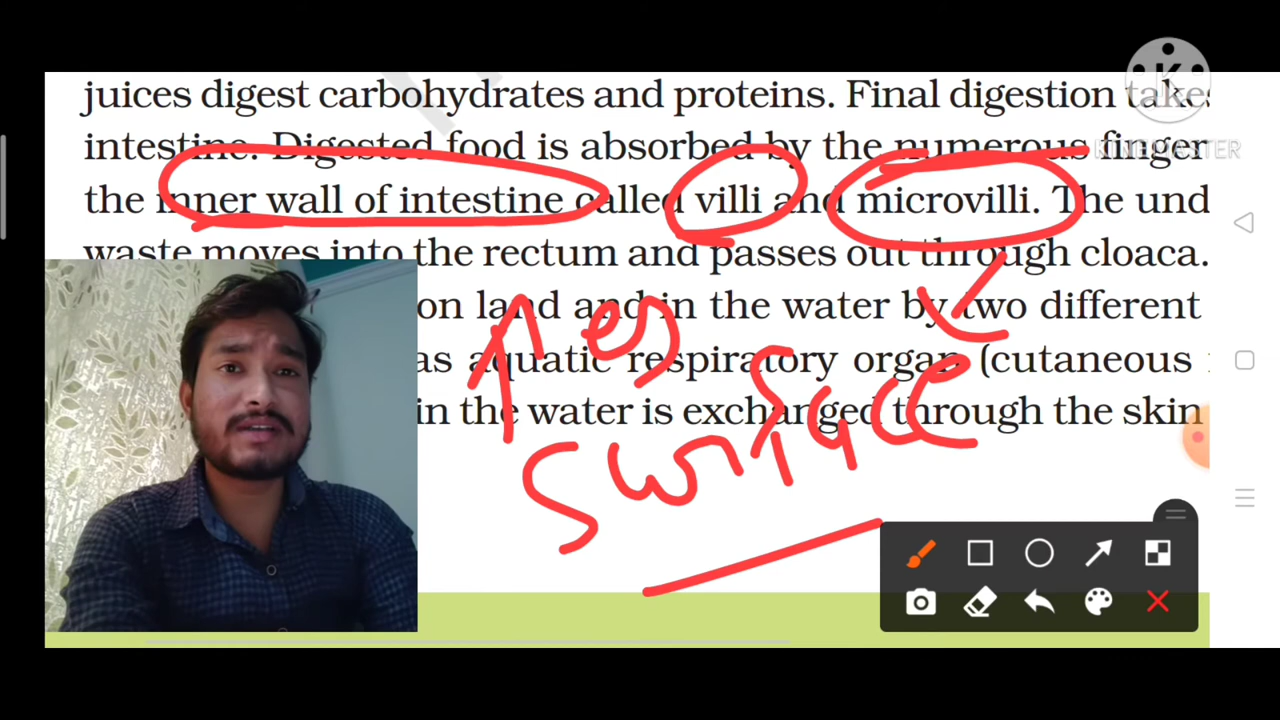 juices digest carbohydrates and proteins. Final digestion takes
intestine. Digested food is absorbed by the numerous finger
the inner wall of intestine called villi and microvilli. The und
waste moves into the rectum and passes out through cloaca.
on land and in the water by two different
as aquatic respiratory organ (cutaneous
in the water is exchanged through the skin
↑es
surface
K
KINEMASTER